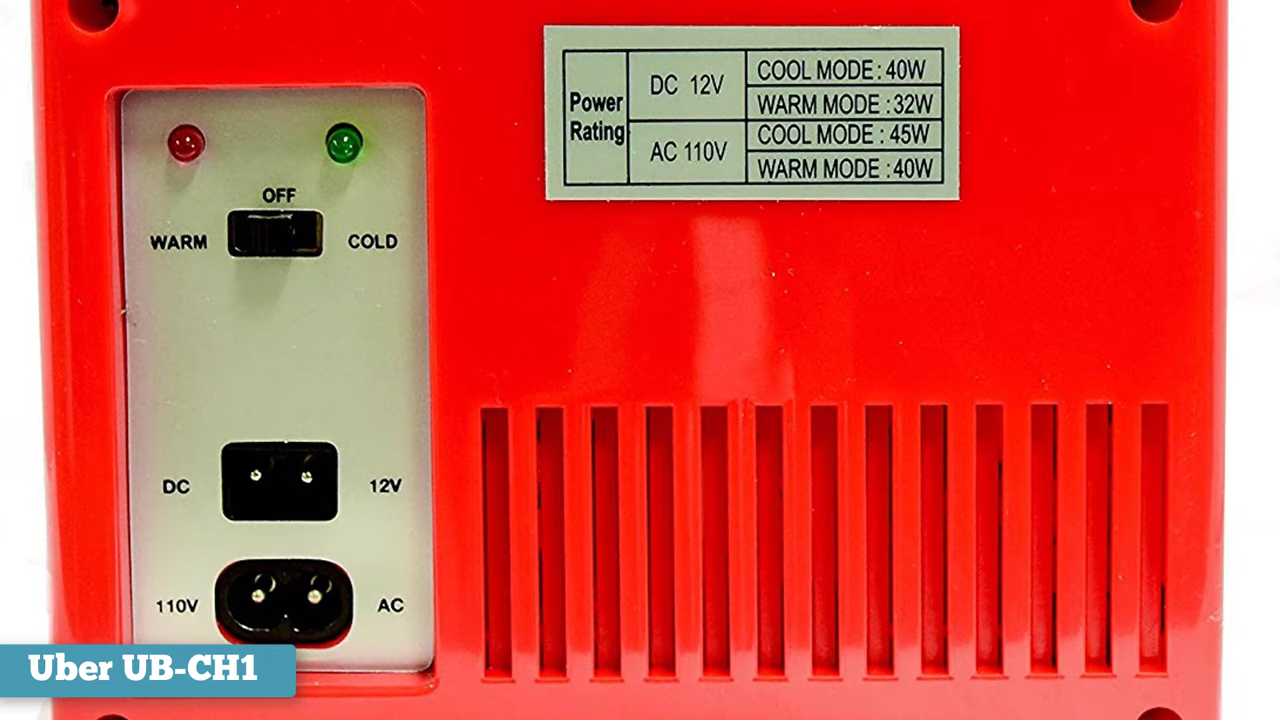 Power Rating
DC 12V
COOL MODE : 40W
WARM MODE : 32W
AC 110V
COOL MODE : 45W
WARM MODE : 40W
OFF
WARM
COLD
DC
12V
110V
AC
Uber UB-CH1